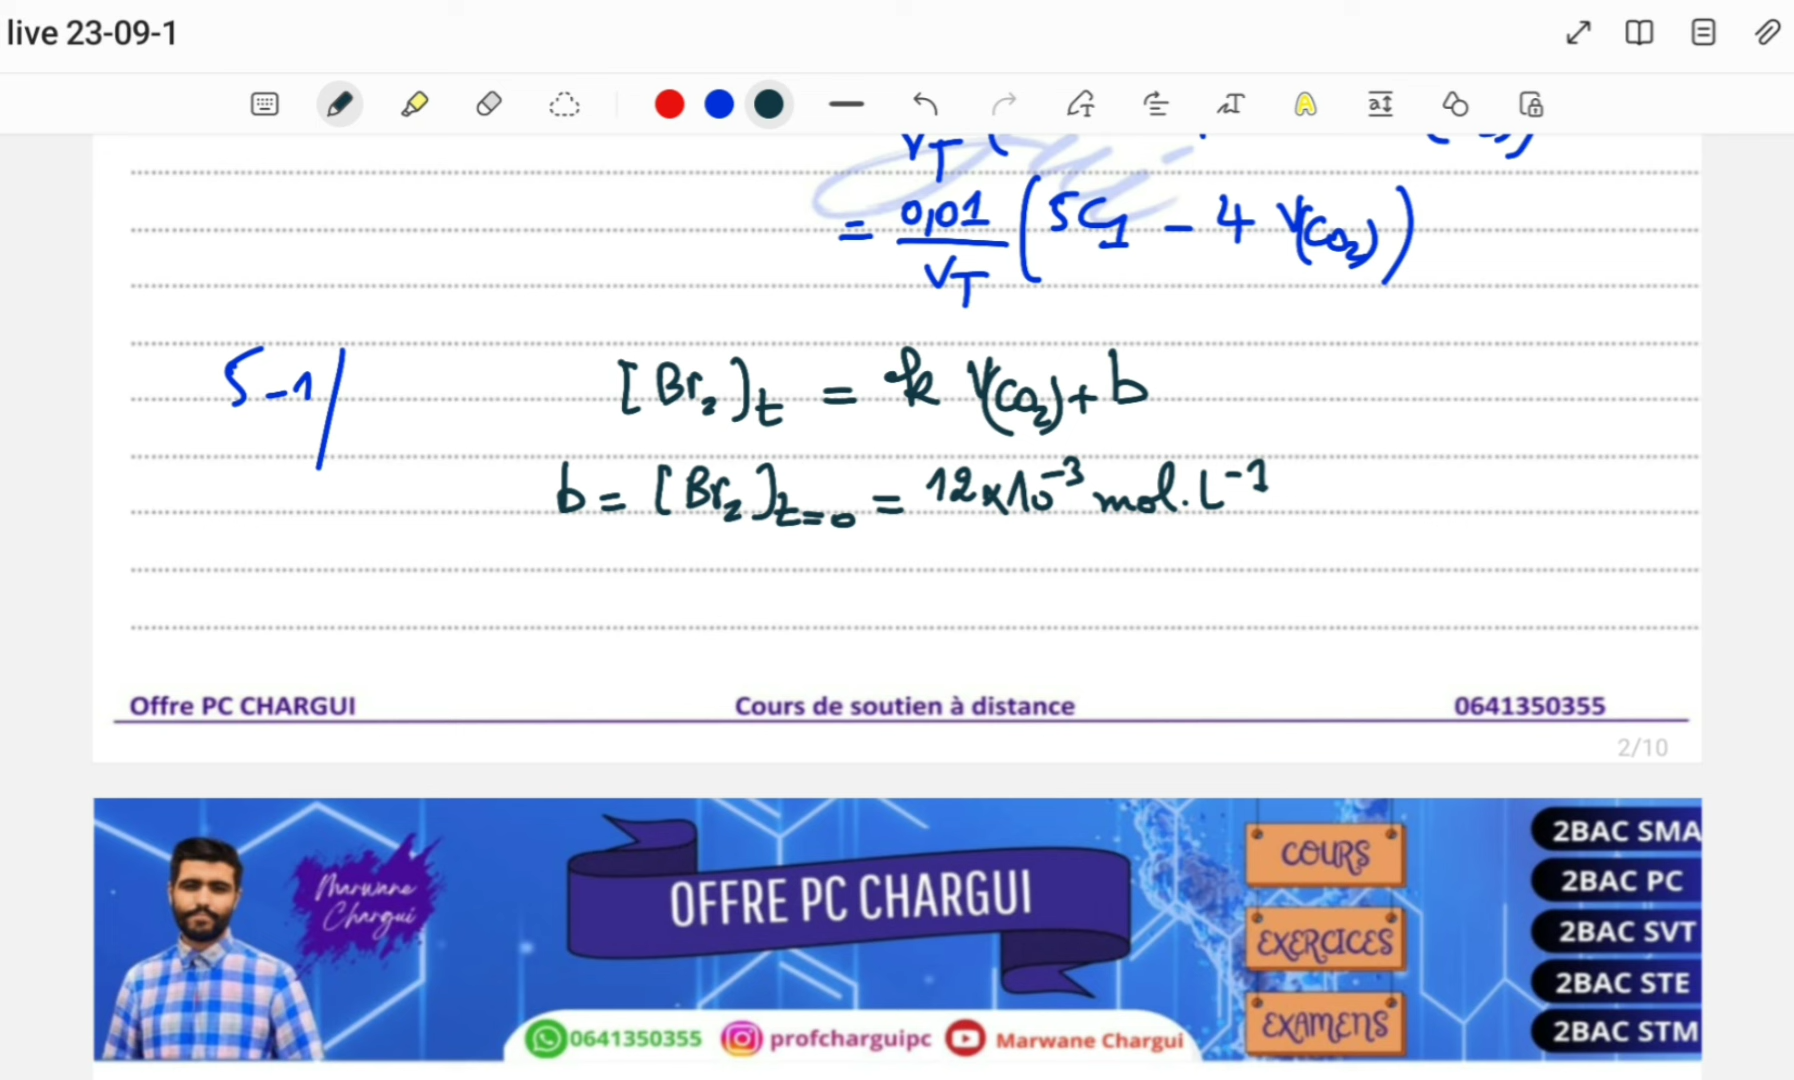 live 23-09-1
V_T (
= 0,01/V_T (5C_1 - 4 V(CO_2))
5-1/ [Br_2]_t = k V(CO_2) + b
b = [Br_2]_{t=0} = 12×10^{-3} mol.L^{-1}
Offre PC CHARGUI Cours de soutien à distance 0641350355
2/10
Marwane Chargui
OFFRE PC CHARGUI
COURS
EXERCICES
EXAMENS
2BAC SMA
2BAC PC
2BAC SVT
2BAC STE
2BAC STM
0641350355 profcharguipc Marwane Chargui